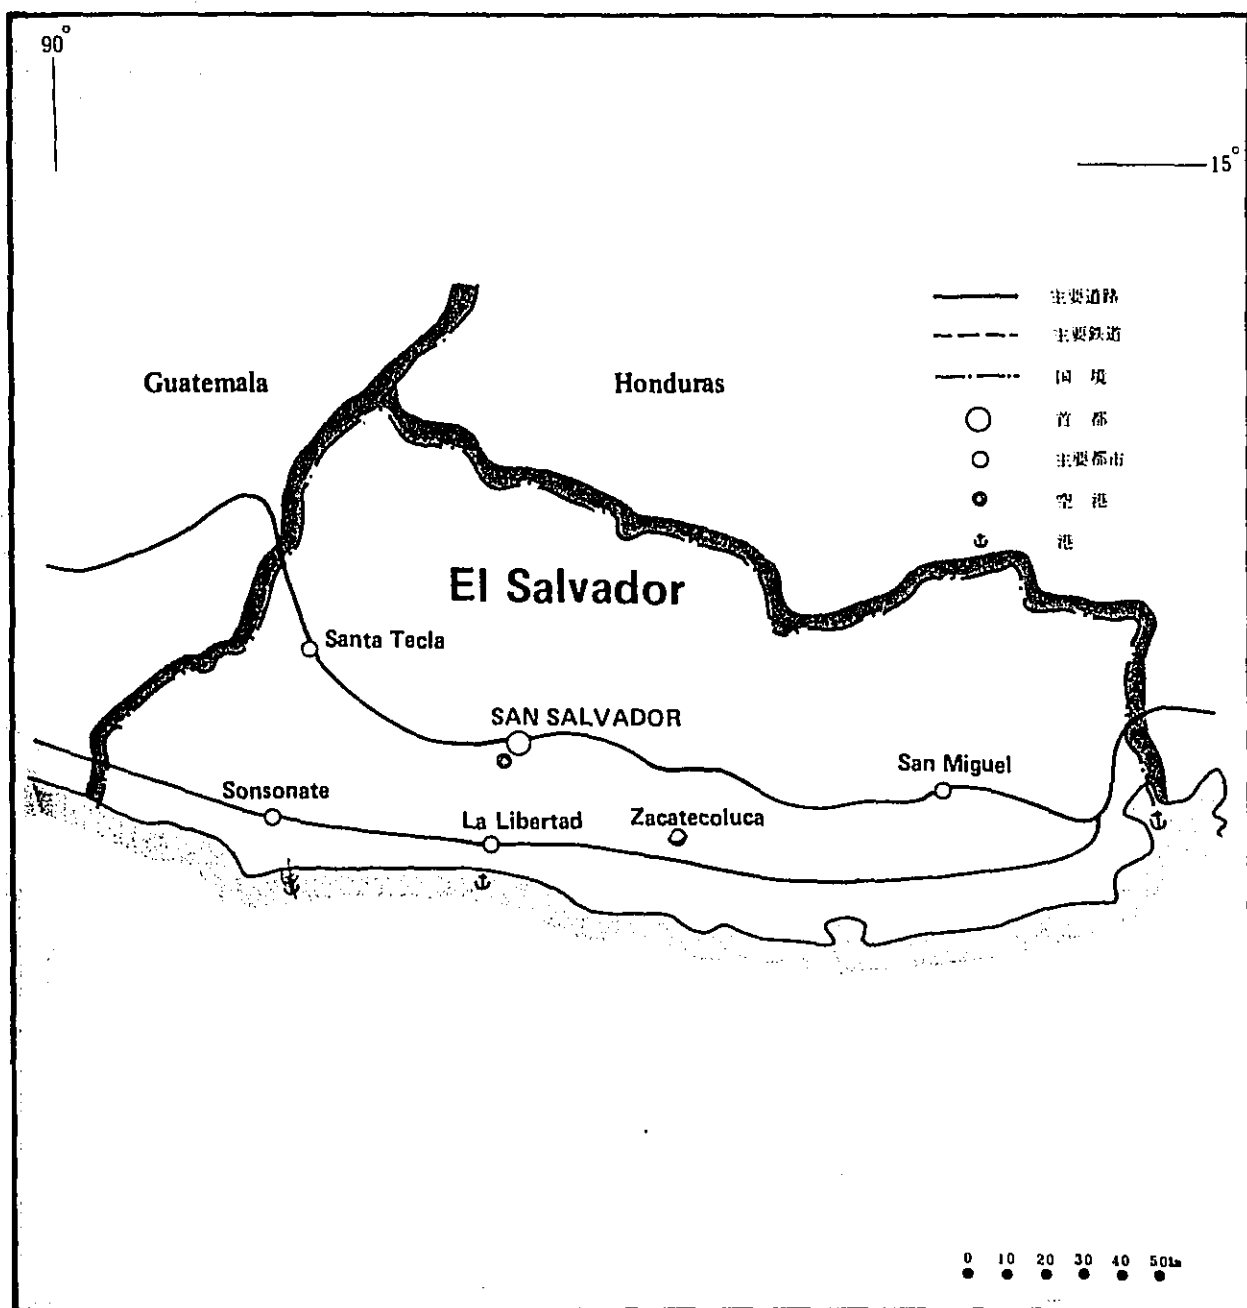 90°
15°
主要道路
主要鉄道
Guatemala
Honduras
国境
首都
主要都市
空港
港
El Salvador
Santa Tecla
SAN SALVADOR
San Miguel
Sonsonate
La Libertad
Zacatecoluca
0 10 20 30 40 50km